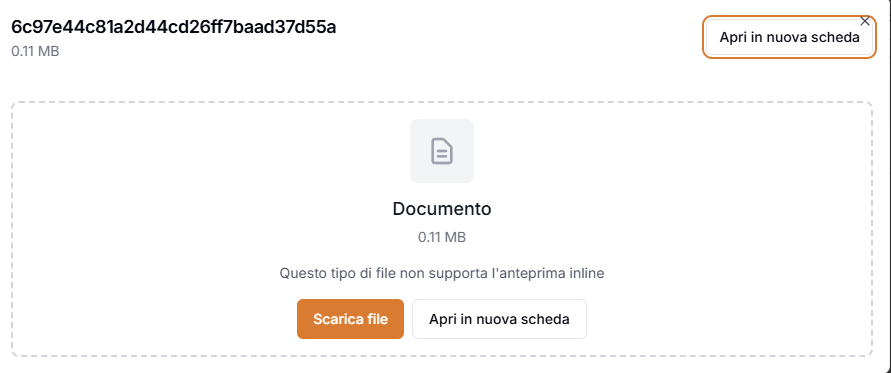 6c97e44c81a2d44cd26ff7baad37d55a
0.11 MB
Apri in nuova scheda
Documento
0.11 MB
Questo tipo di file non supporta l'anteprima inline
Scarica file
Apri in nuova scheda